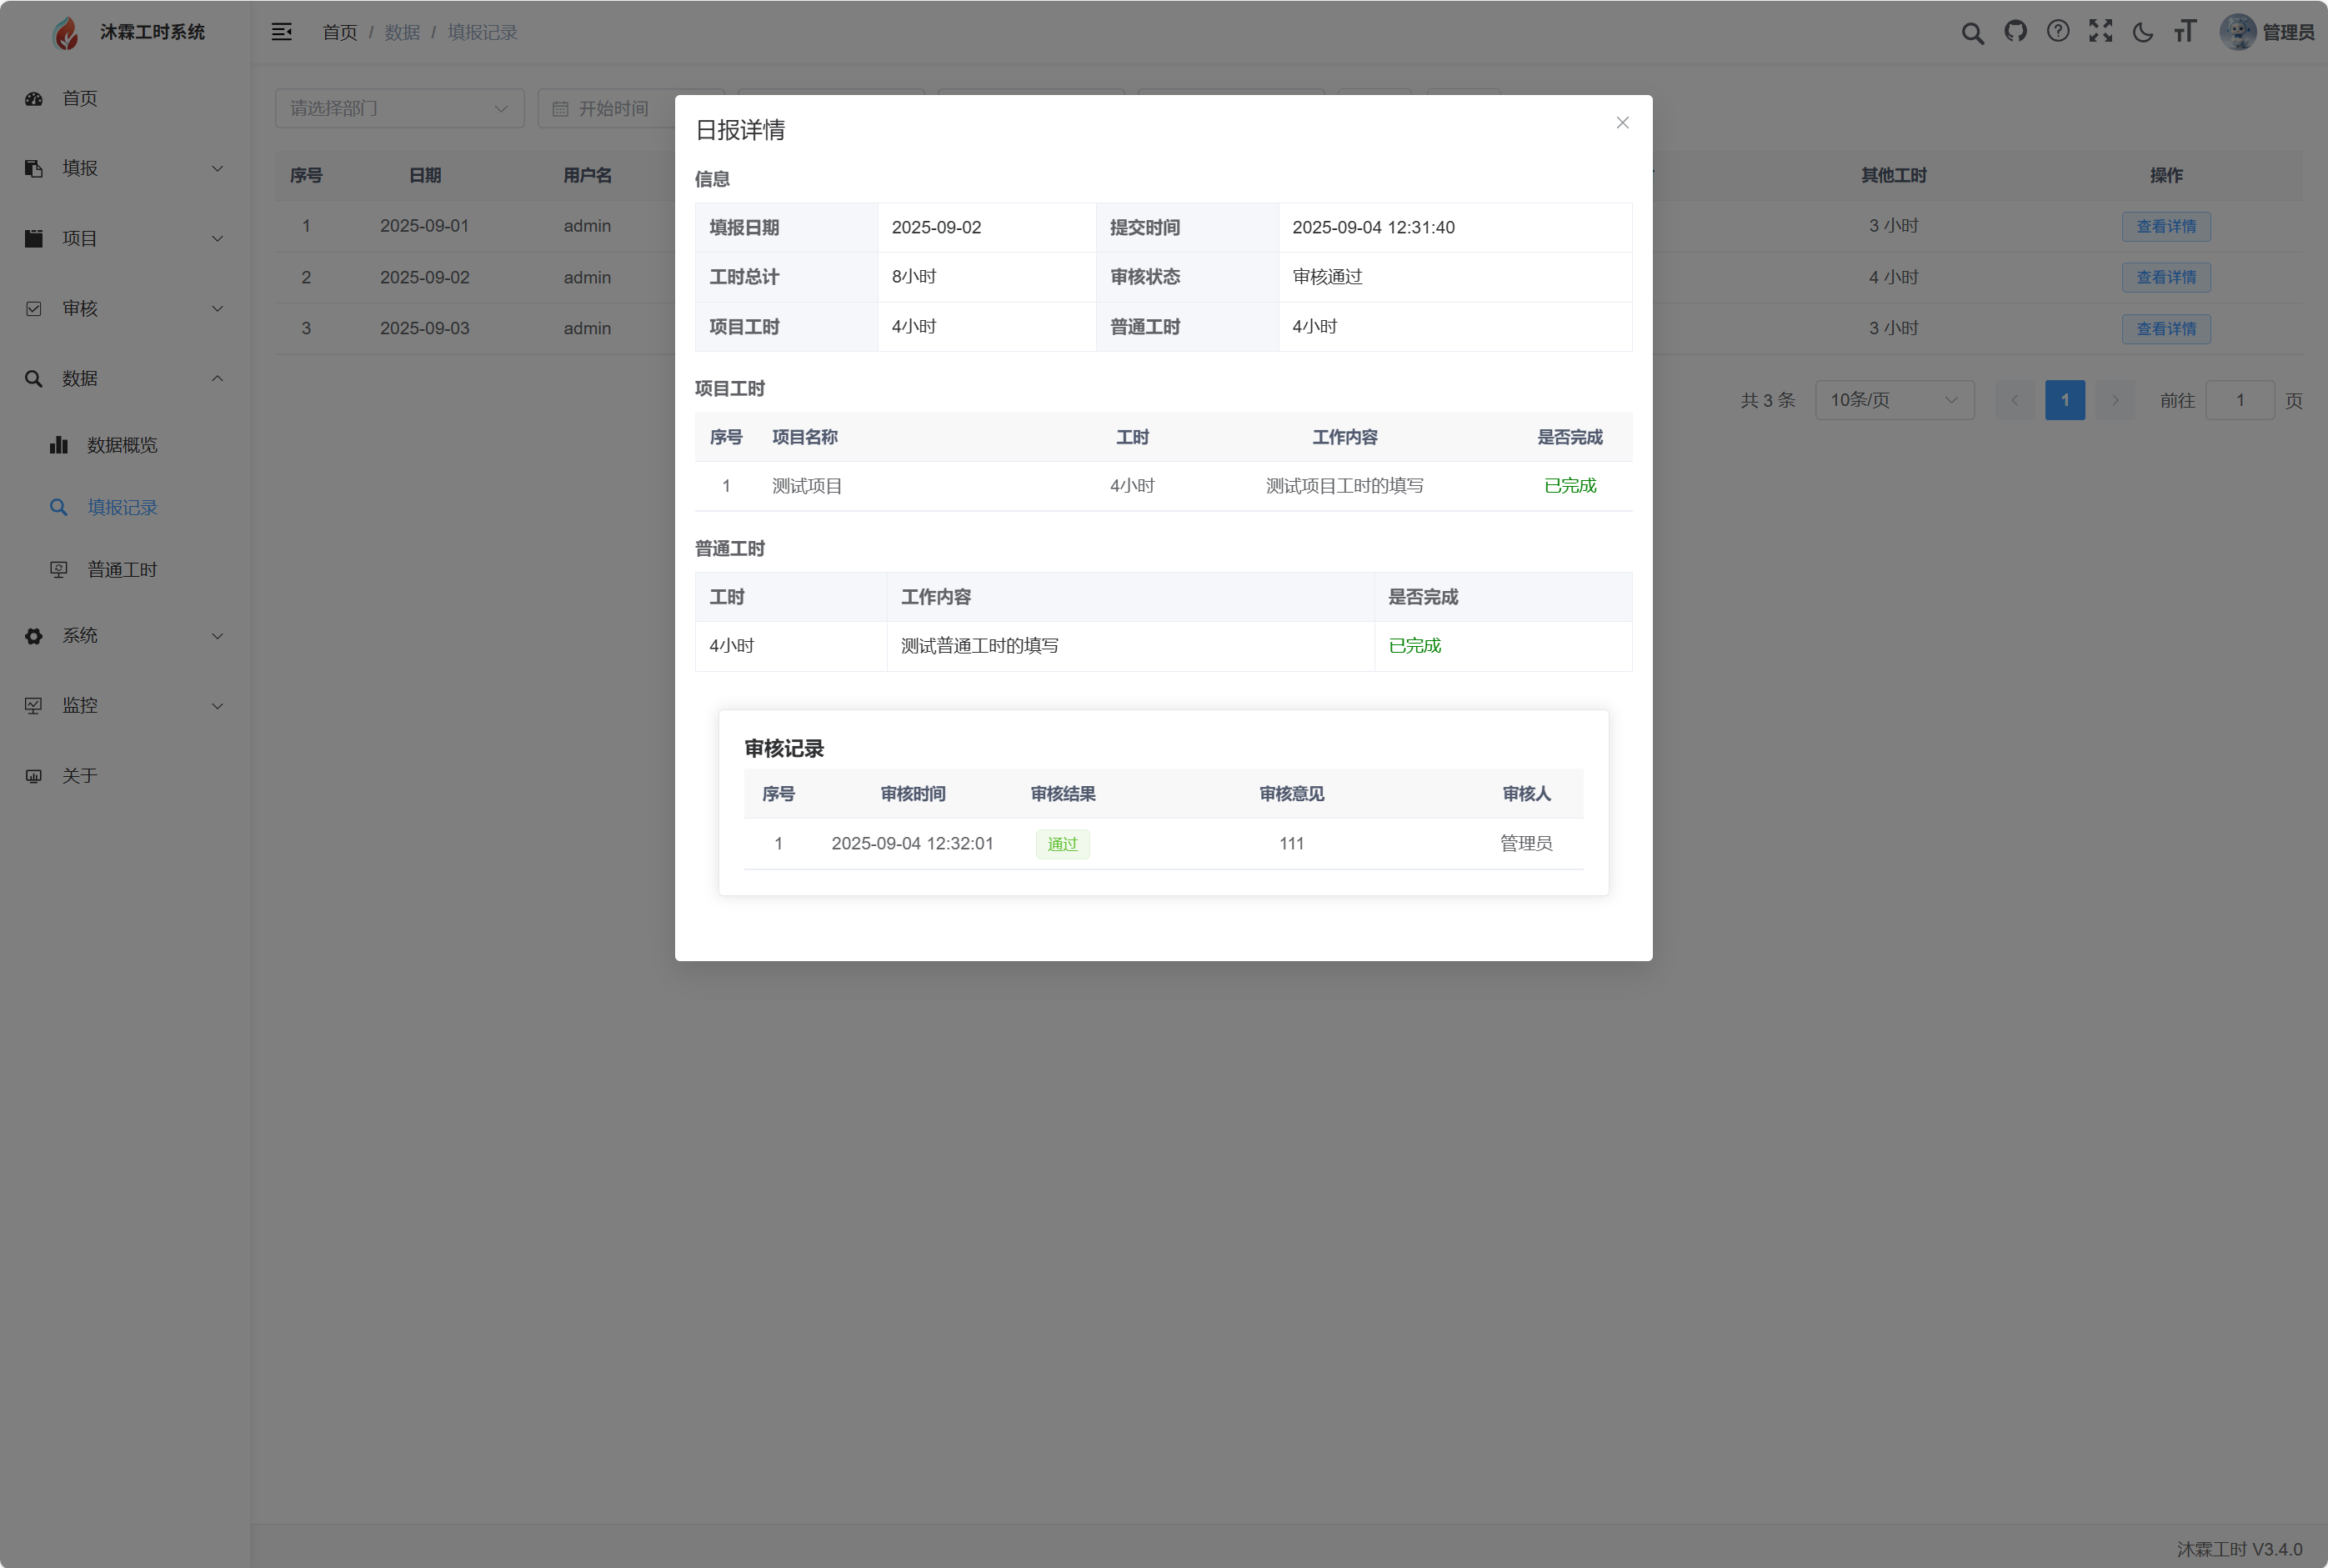 沐霖工时系统
首页 / 数据 / 填报记录
管理员
首页
填报
项目
审核
数据
数据概览
填报记录
普通工时
系统
监控
关于
请选择部门
开始时间
序号 日期 用户名 其他工时 操作
1 2025-09-01 admin 3 小时 查看详情
2 2025-09-02 admin 4 小时 查看详情
3 2025-09-03 admin 3 小时 查看详情
共 3 条 10条/页 1 前往 1 页
日报详情
信息
填报日期 2025-09-02 提交时间 2025-09-04 12:31:40
工时总计 8小时 审核状态 审核通过
项目工时 4小时 普通工时 4小时
项目工时
序号 项目名称 工时 工作内容 是否完成
1 测试项目 4小时 测试项目工时的填写 已完成
普通工时
工时 工作内容 是否完成
4小时 测试普通工时的填写 已完成
审核记录
序号 审核时间 审核结果 审核意见 审核人
1 2025-09-04 12:32:01 通过 111 管理员
沐霖工时 V3.4.0